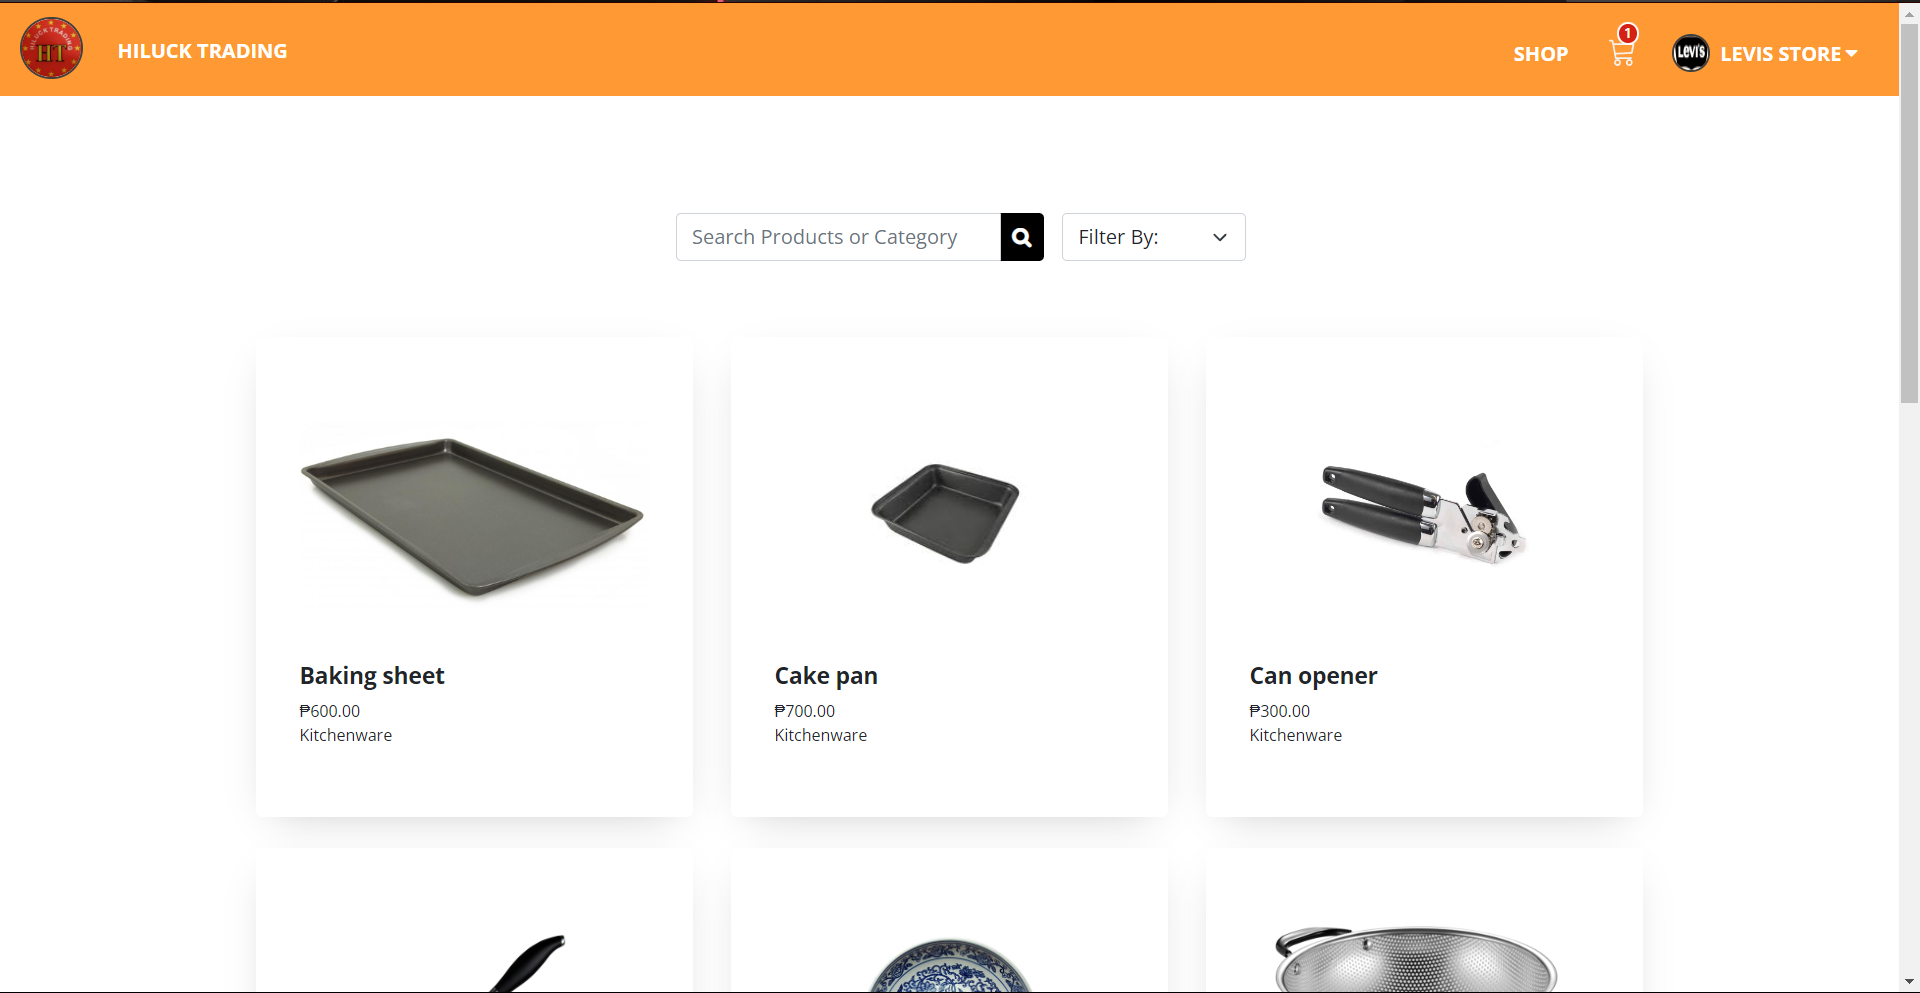 HILUCK TRADING
HT
HILUCK TRADING
SHOP
1
Levi's
LEVIS STORE
Search Products or Category
Filter By:
Baking sheet
₱600.00
Kitchenware
Cake pan
₱700.00
Kitchenware
Can opener
₱300.00
Kitchenware